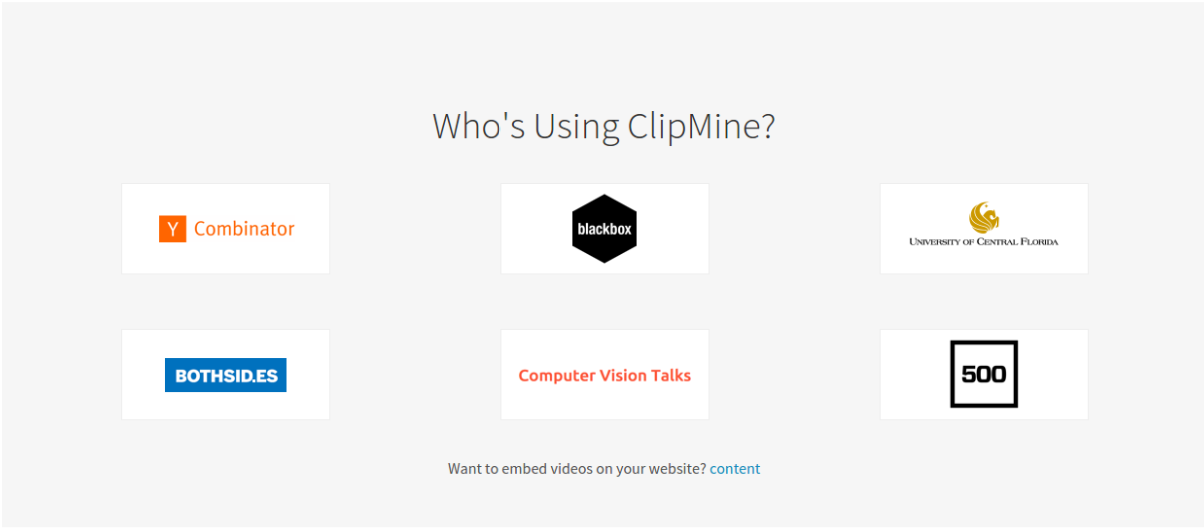 Who's Using ClipMine?
Y Combinator
blackbox
UNIVERSITY OF CENTRAL FLORIDA
BOTHSID.ES
Computer Vision Talks
500
Want to embed videos on your website? content